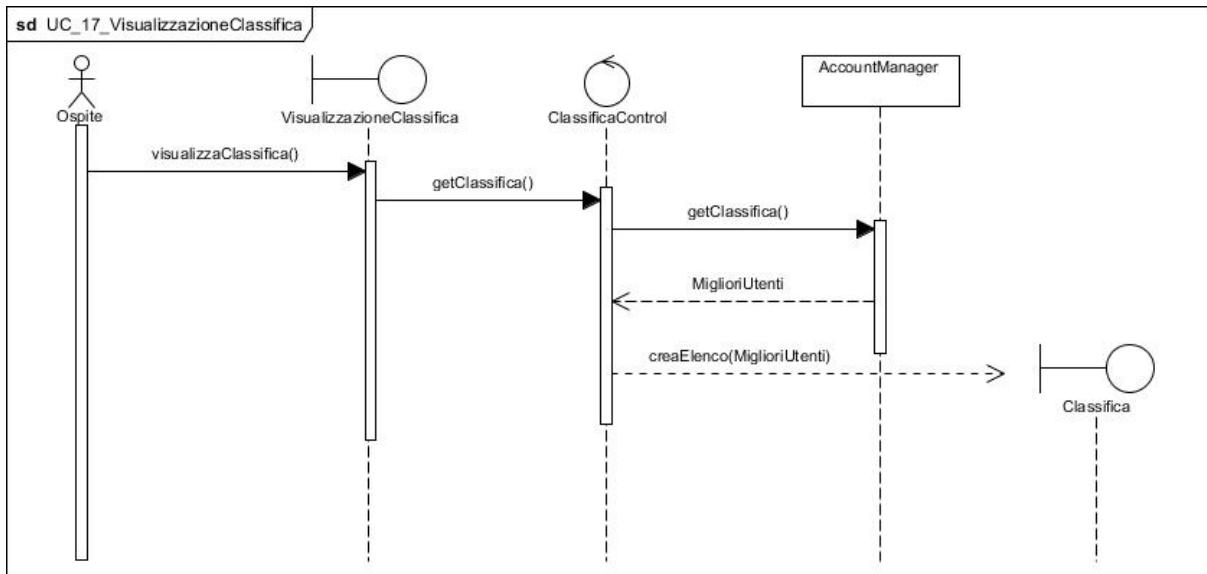 sd UC_17_VisualizzazioneClassifica
AccountManager
Ospite
VisualizzazioneClassifica
ClassificaControl
visualizzaClassifica()
getClassifica()
getClassifica()
MiglioriUtenti
creaElenco(MiglioriUtenti)
Classifica